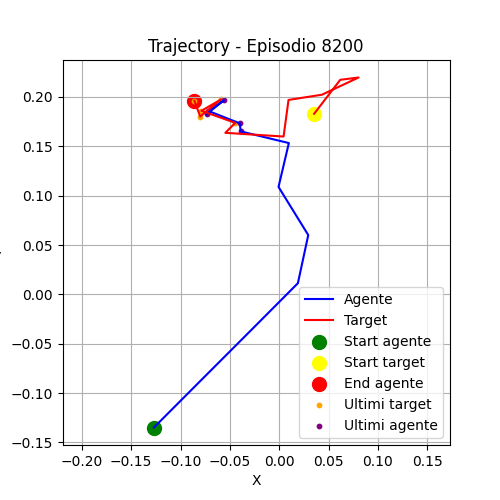 Trajectory - Episodio 8200
0.20
0.15
0.10
0.05
0.00
−0.05
−0.10
−0.15
Agente
Target
Start agente
Start target
End agente
Ultimi target
Ultimi agente
−0.20 −0.15 −0.10 −0.05 0.00 0.05 0.10 0.15
X